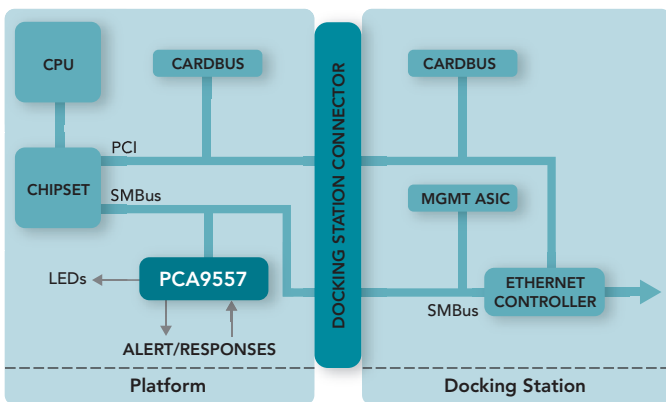 CPU
CARDBUS
PCI
CHIPSET
SMBus
LEDs
PCA9557
ALERT/RESPONSES
Platform
DOCKING STATION CONNECTOR
CARDBUS
MGMT ASIC
SMBus
ETHERNET
CONTROLLER
Docking Station